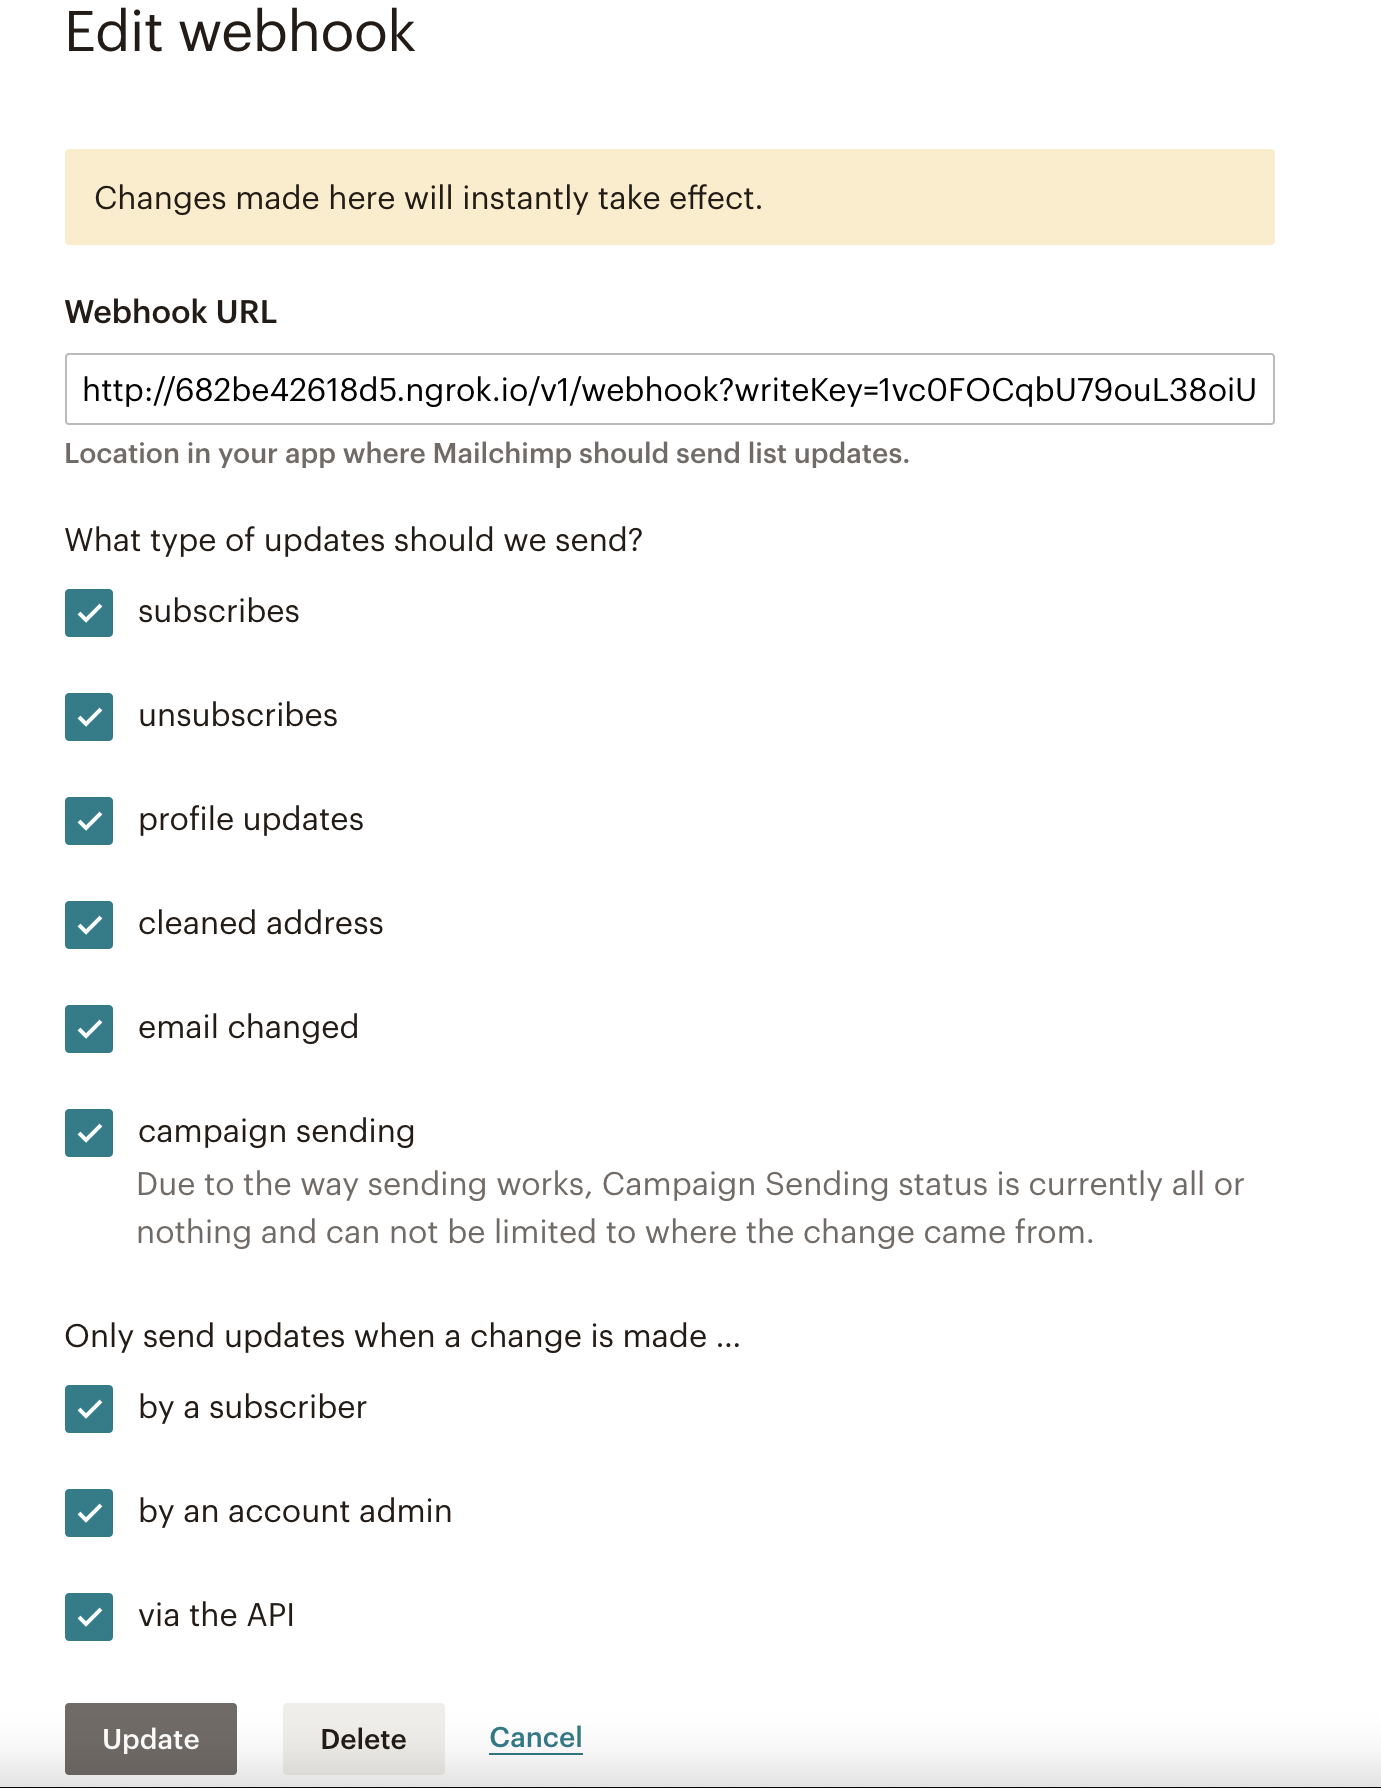 Edit webhook
Changes made here will instantly take effect.
Webhook URL
http://682be42618d5.ngrok.io/v1/webhook?writeKey=1vc0FOCqbU79ouL38oiU
Location in your app where Mailchimp should send list updates.
What type of updates should we send?
subscribes
unsubscribes
profile updates
cleaned address
email changed
campaign sending
Due to the way sending works, Campaign Sending status is currently all or
nothing and can not be limited to where the change came from.
Only send updates when a change is made ...
by a subscriber
by an account admin
via the API
Update Delete Cancel